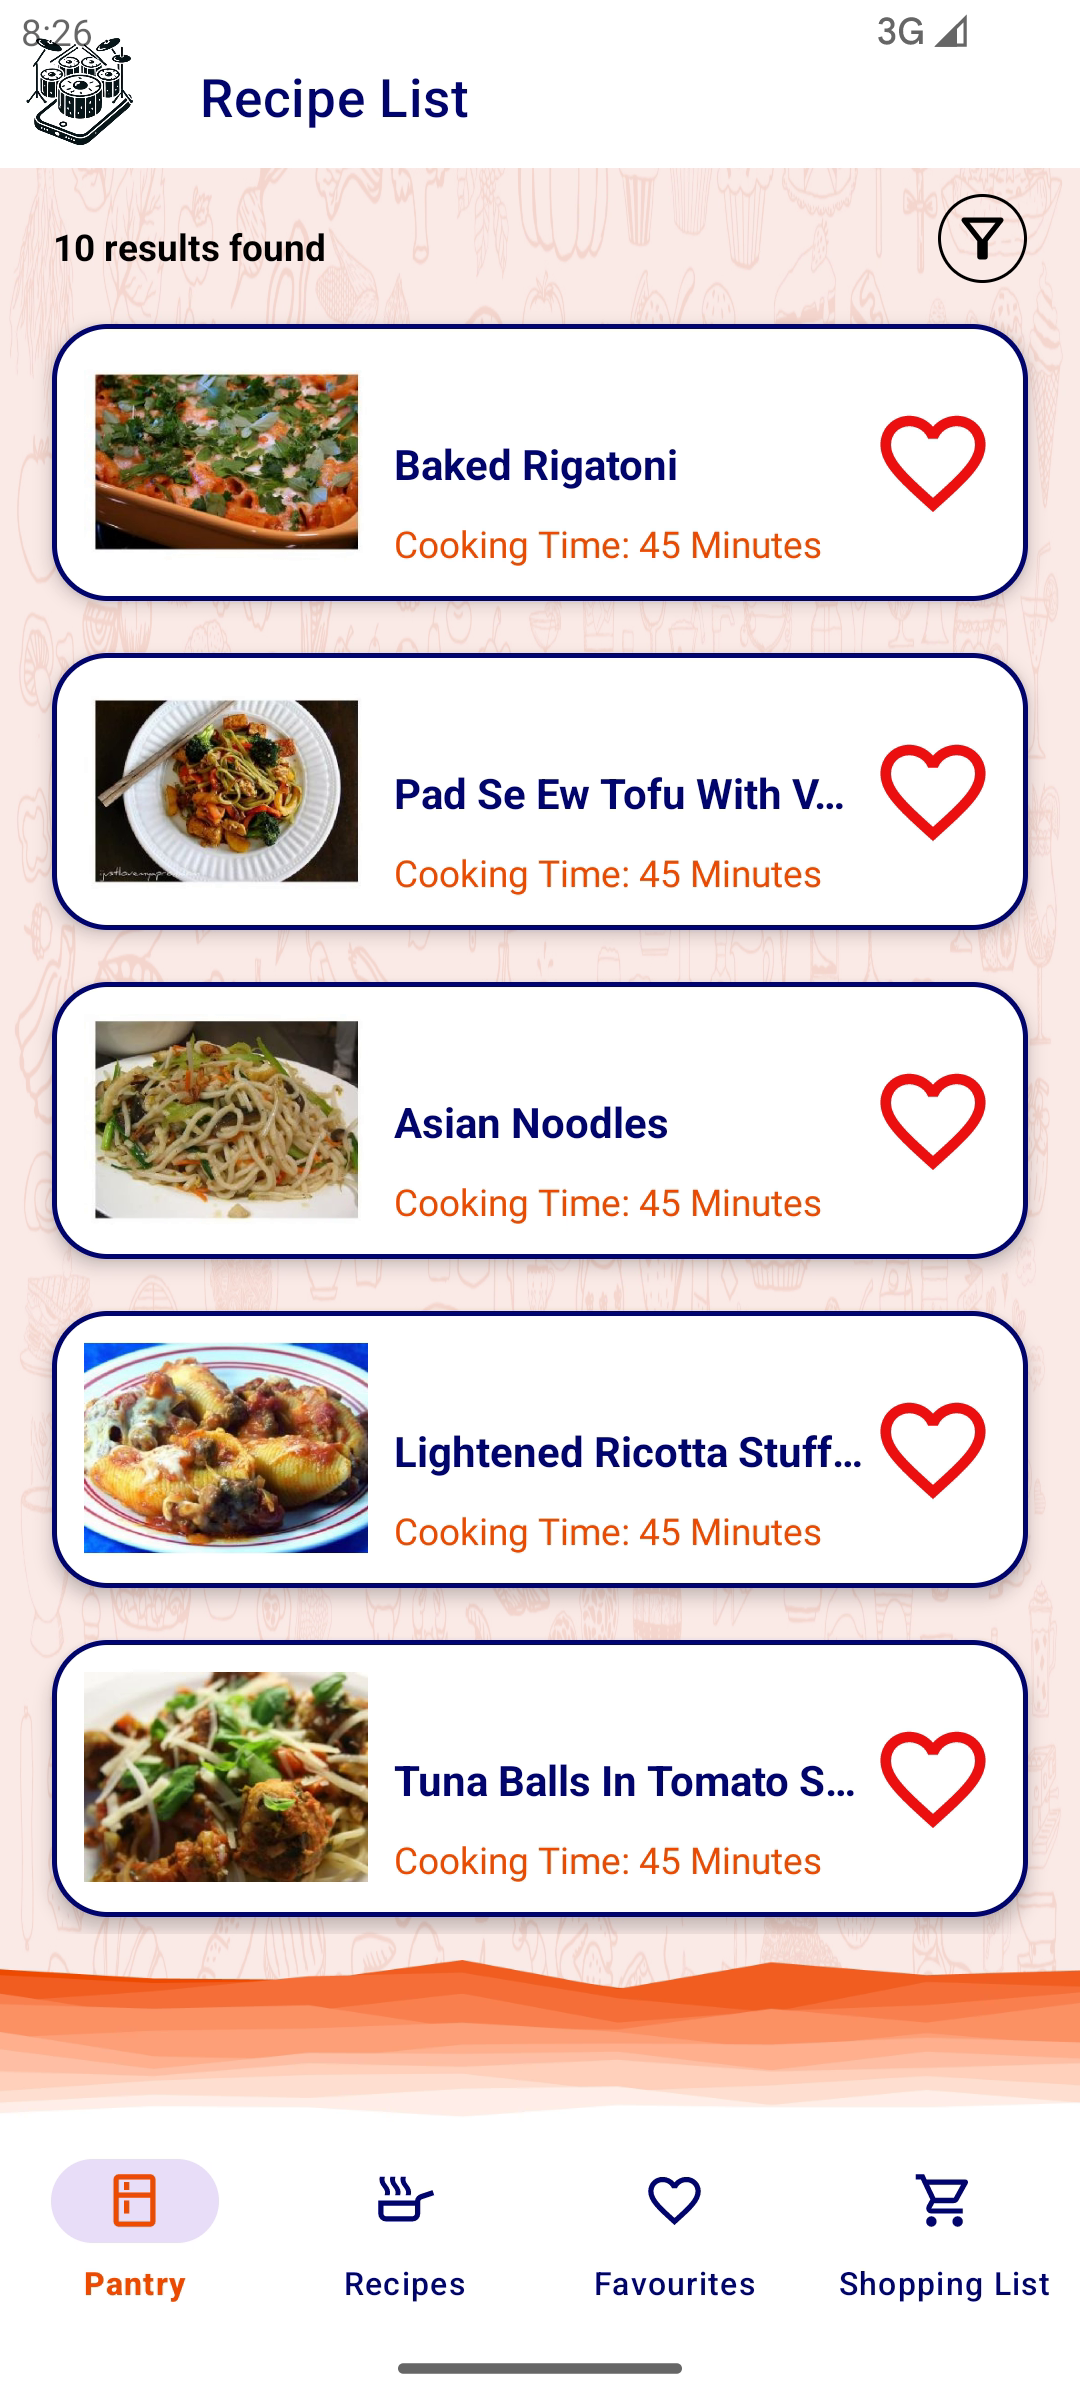 8:26
3G
Recipe List
10 results found
Baked Rigatoni
Cooking Time: 45 Minutes
Pad Se Ew Tofu With V...
Cooking Time: 45 Minutes
Asian Noodles
Cooking Time: 45 Minutes
Lightened Ricotta Stuff...
Cooking Time: 45 Minutes
Tuna Balls In Tomato S...
Cooking Time: 45 Minutes
Pantry
Recipes
Favourites
Shopping List